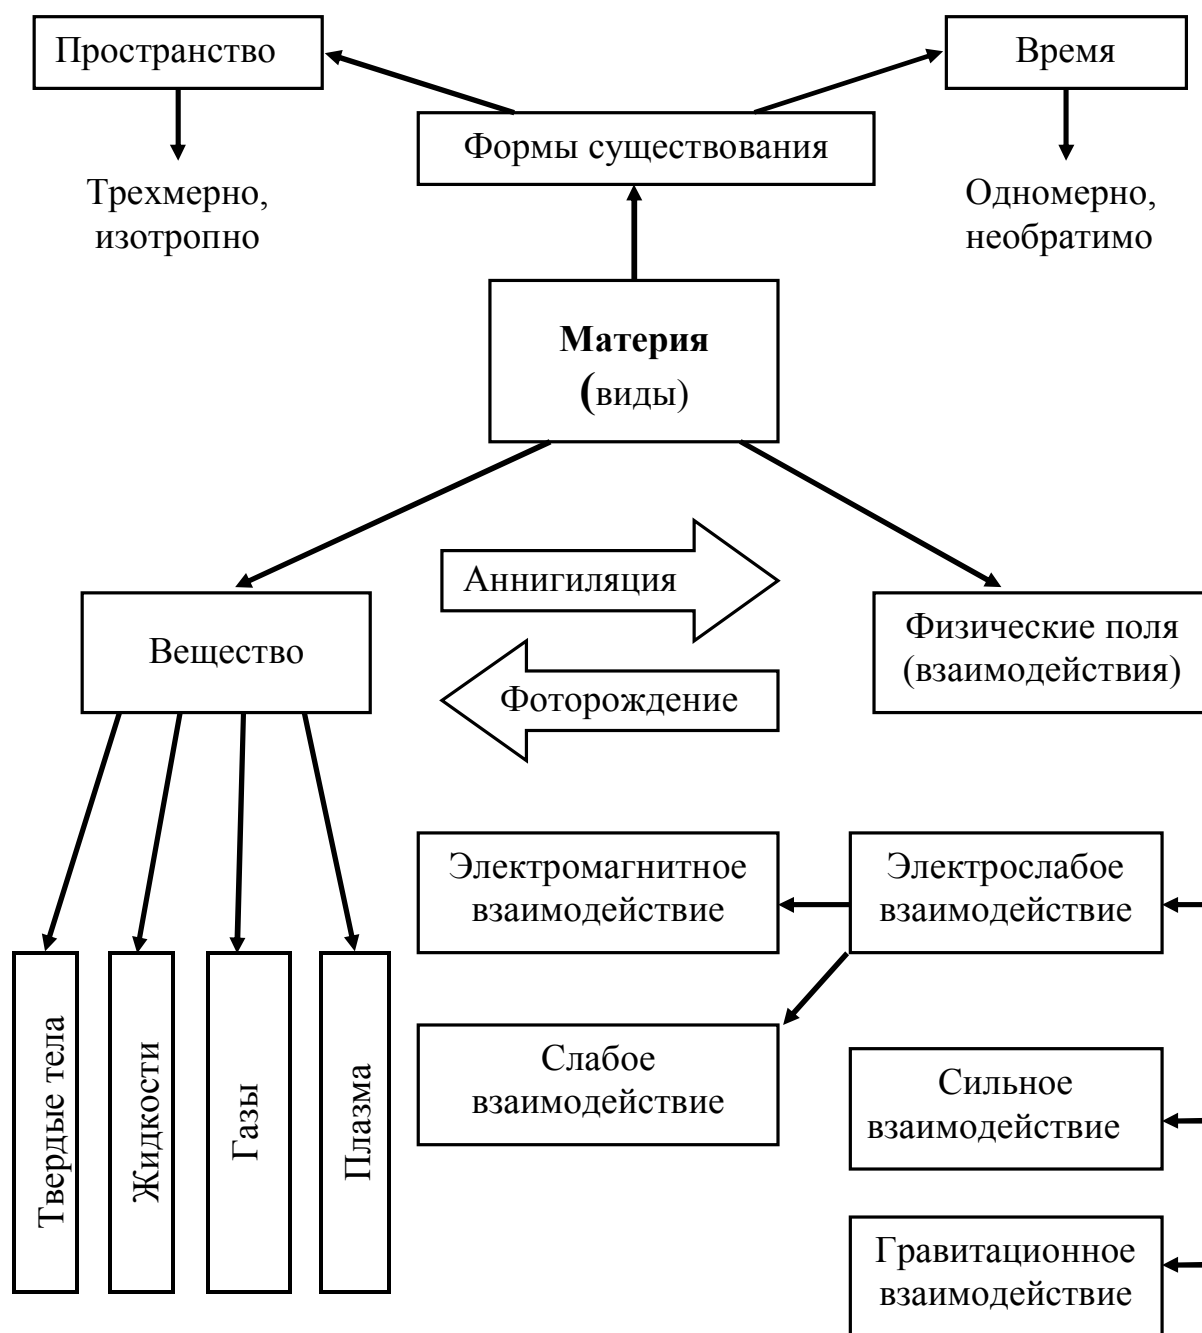 Пространство
Время
Формы существования
Трехмерно,
изотропно
Одномерно,
необратимо
Материя
(виды)
Аннигиляция
Вещество
Физические поля
(взаимодействия)
Фоторождение
Электромагнитное
взаимодействие
Электрослабое
взаимодействие
Твердые тела
Жидкости
Газы
Плазма
Слабое
взаимодействие
Сильное
взаимодействие
Гравитационное
взаимодействие